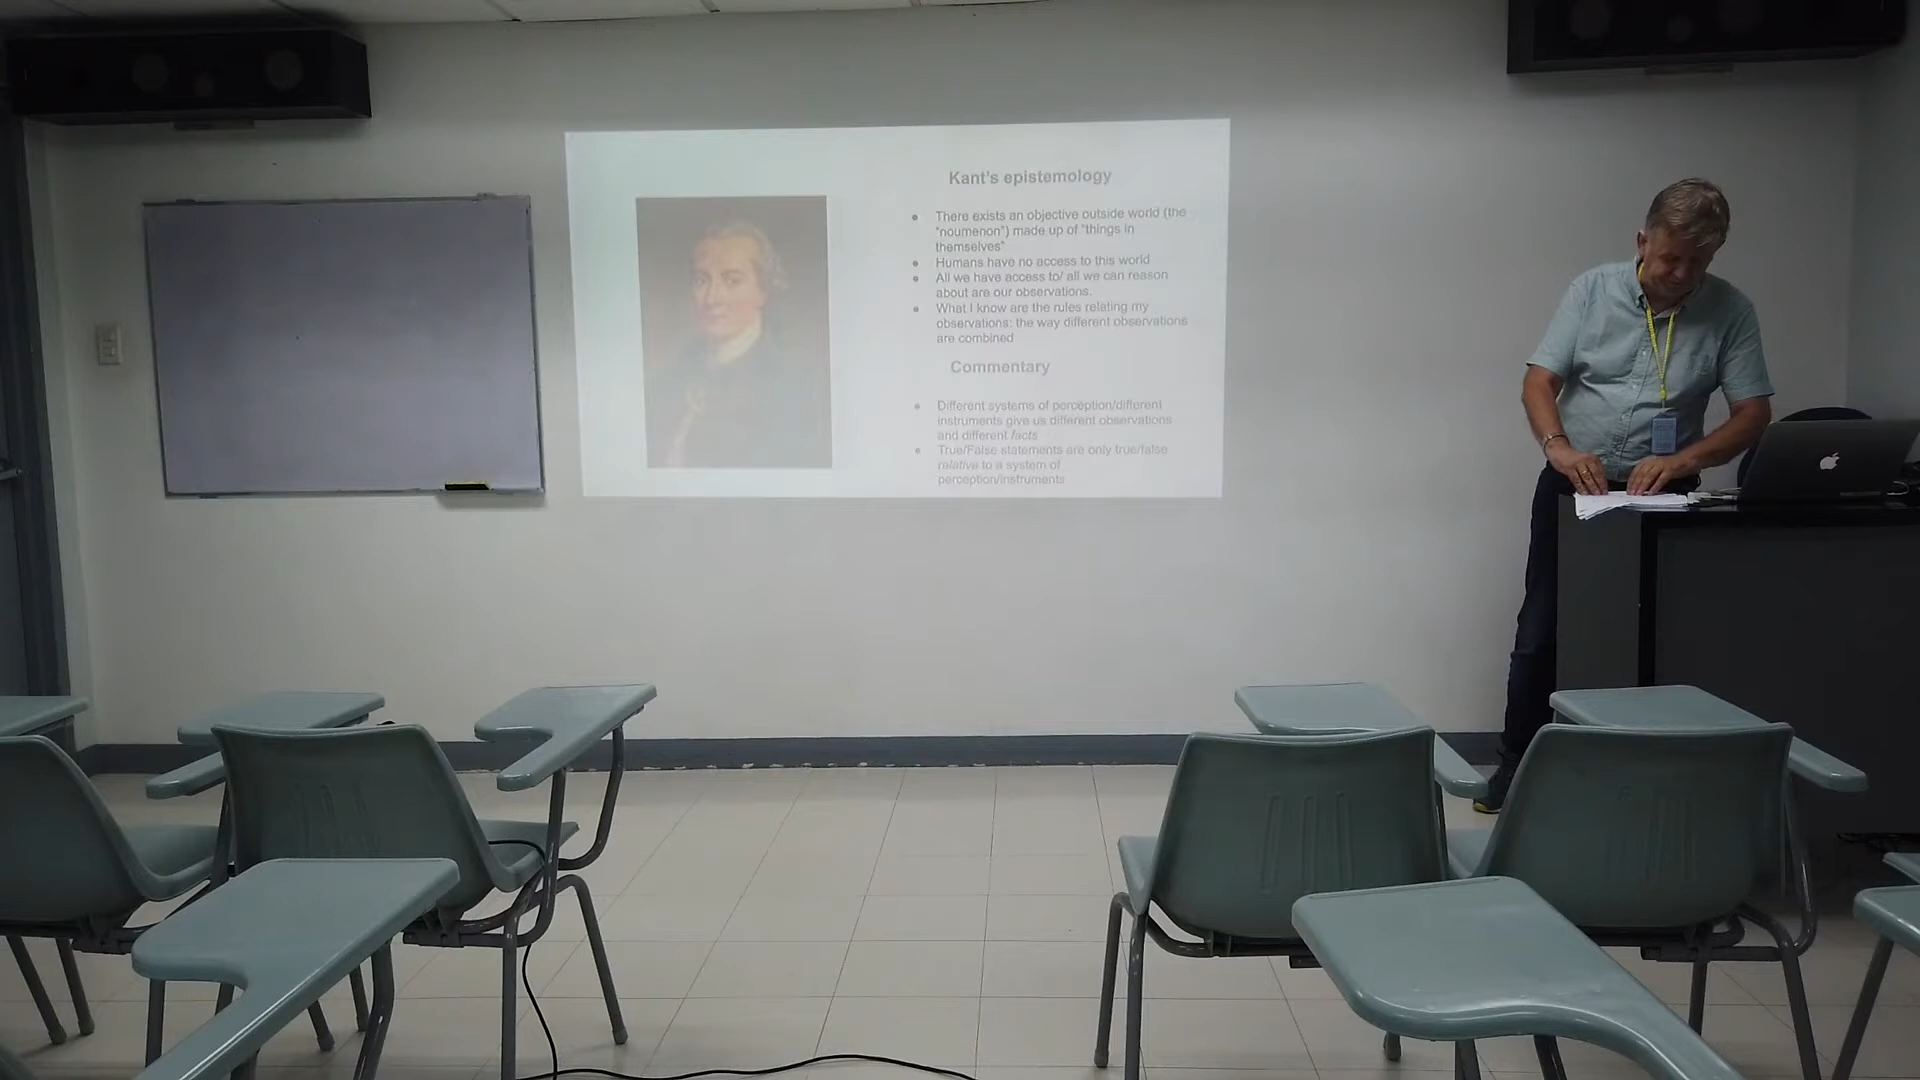 Kant's epistemology
● There exists an objective outside world (the
"noumenon") made up of "things in
themselves"
● Humans have no access to this world
● All we have access to/ all we can reason
about are our observations.
● What I know are the rules relating my
observations: the way different observations
are combined
Commentary
● Different systems of perception/different
instruments give us different observations
and different facts
● True/False statements are only true/false
relative to a system of
perception/instruments